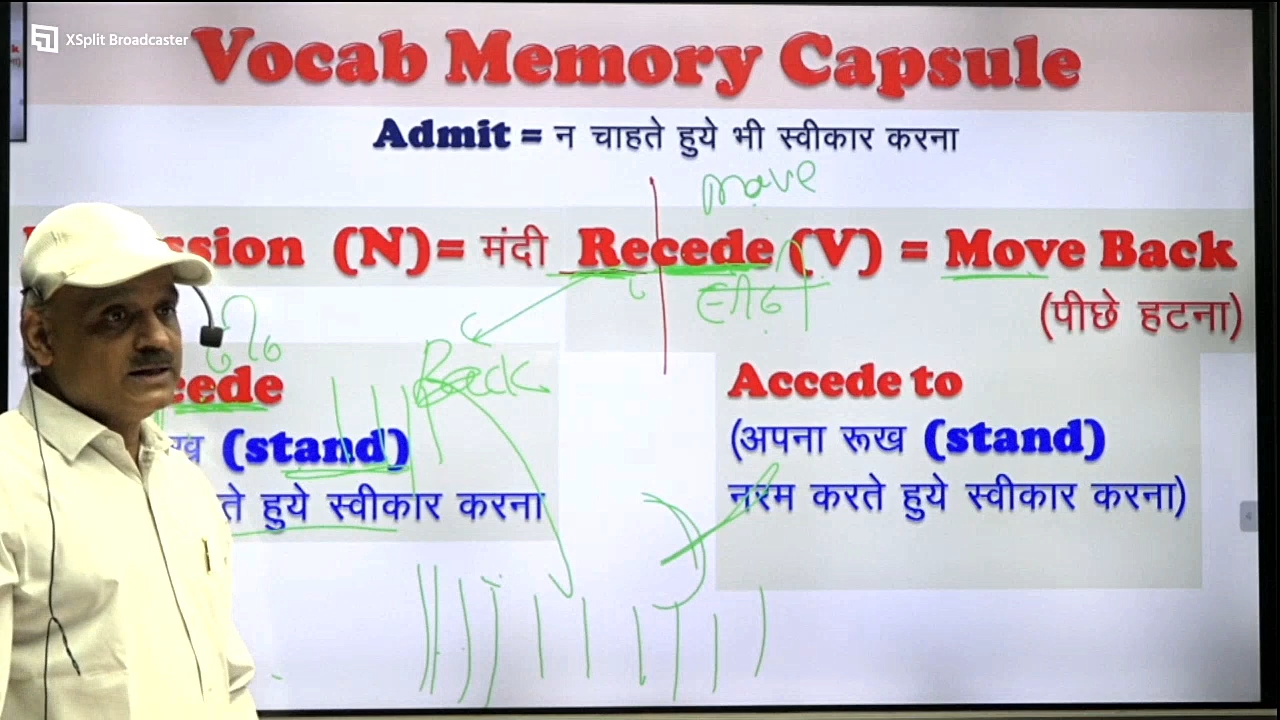 XSplit Broadcaster
Vocab Memory Capsule
Admit = न चाहते हुये भी स्वीकार करना
move
ssion (N)= मंदी Recede (V) = Move Back
(पीछे हटना)
Back
cede
Accede to
(stand)
(अपना रूख (stand)
ते हुये स्वीकार करना
नरम करते हुये स्वीकार करना)